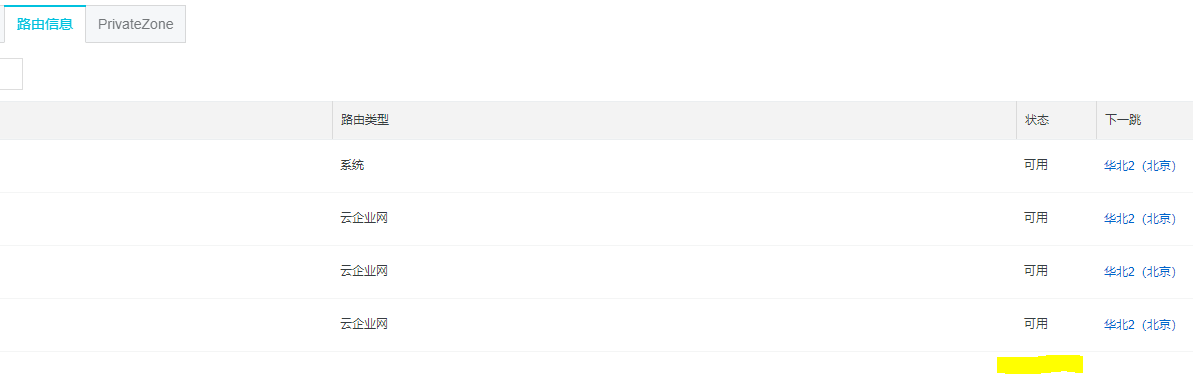 路由信息 PrivateZone
路由类型 状态 下一跳
系统 可用 华北2（北京）
云企业网 可用 华北2（北京）
云企业网 可用 华北2（北京）
云企业网 可用 华北2（北京）